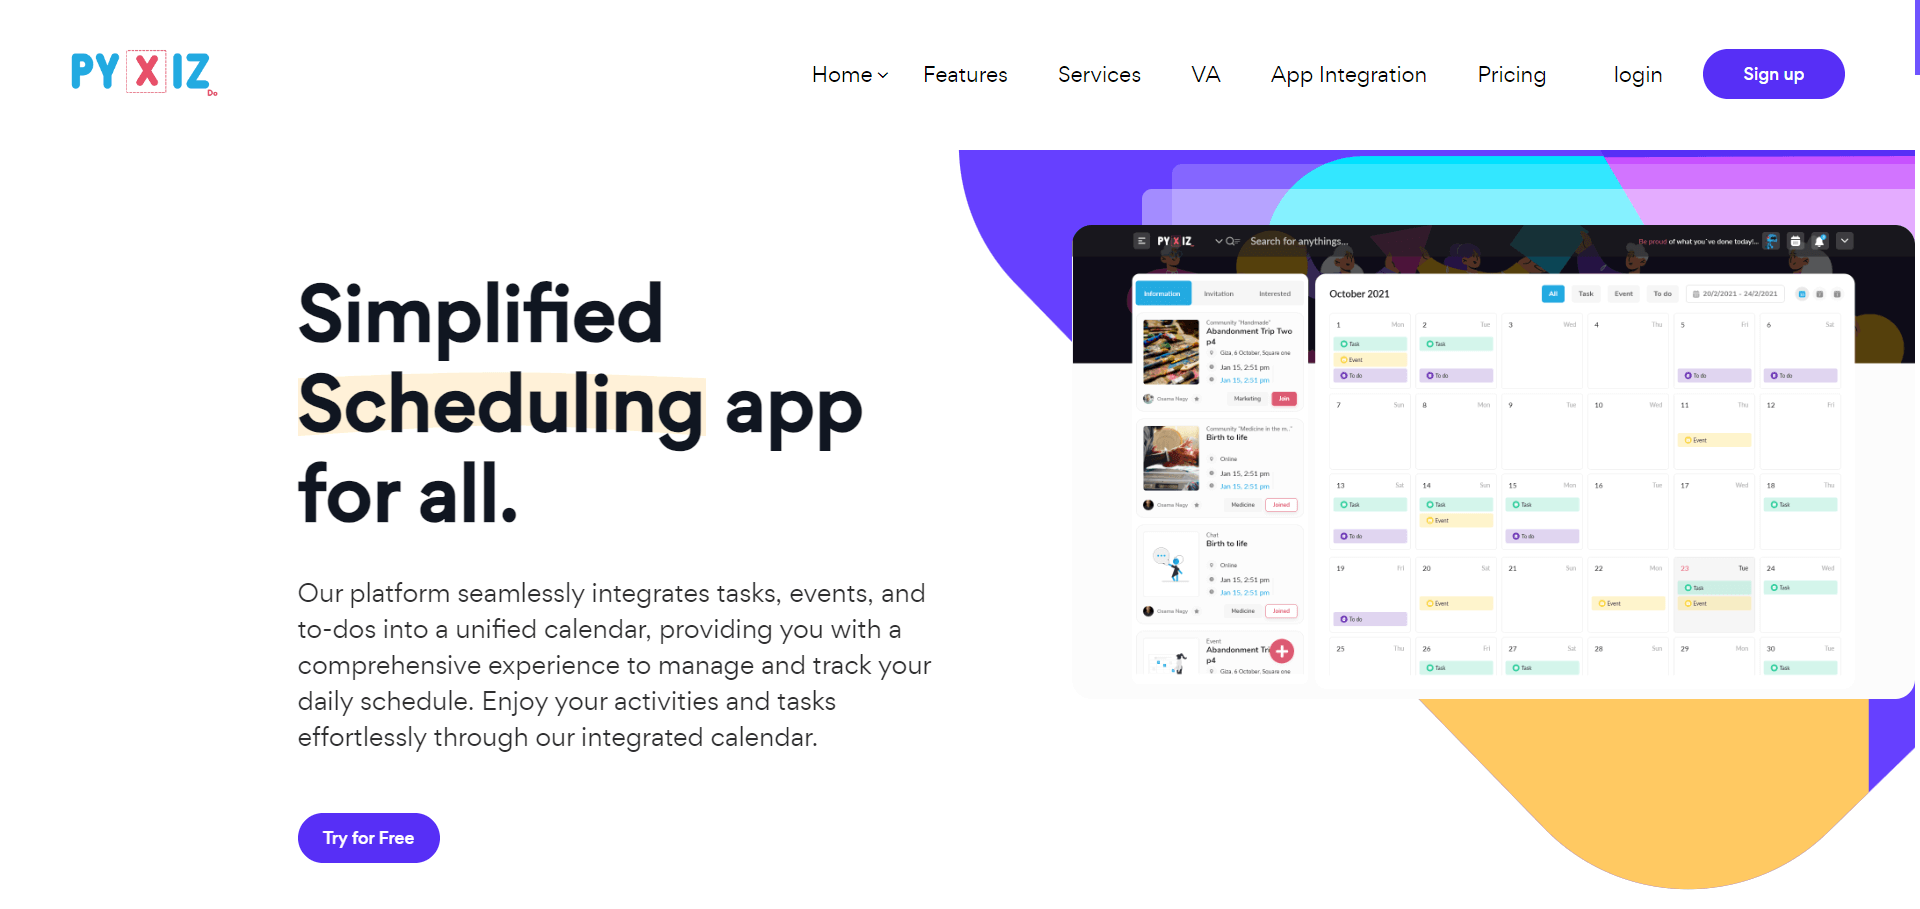 PYXIZ
Do
Home
Features
Services
VA
App Integration
Pricing
login
Sign up
Simplified
Scheduling app
for all.
Our platform seamlessly integrates tasks, events, and
to-dos into a unified calendar, providing you with a
comprehensive experience to manage and track your
daily schedule. Enjoy your activities and tasks
effortlessly through our integrated calendar.
Try for Free
PYXIZ
Search for anythings...
Be proud of what you've done today!...
Information Invitation Interested
Community "Handmade"
Abandonment Trip Two
p4
Giza, 6 October, Square one
Jan 15, 2:51 pm
Jan 15, 2:51 pm
Osama Nagy
Marketing
Join
Community "Medicine in the m.."
Birth to life
Online
Jan 15, 2:51 pm
Jan 15, 2:51 pm
Osama Nagy
Medicine
Joined
Chat
Birth to life
Online
Jan 15, 2:51 pm
Jan 15, 2:51 pm
Osama Nagy
Medicine
Joined
Event
Abandonment Tri
p4
Giza, 6 October, Square one
October 2021
All Task Event To do 20/2/2021 - 24/2/2021
1 Mon 2 Tue 3 Wed 4 Thu 5 Fri 6 Sat
Task Task
Event
To do To do To do To do
7 Sun 8 Mon 9 Tue 10 Wed 11 Thu 12 Fri
Event
13 Sat 14 Sun 15 Mon 16 Tue 17 Wed 18 Thu
Task Task Task Task
Event
To do To do
19 Fri 20 Sat 21 Sun 22 Mon 23 Tue 24 Wed
Task Task
Event Event Event
To do
25 Thu 26 Fri 27 Sat 28 Sun 29 Mon 30 Tue
Task Task Task